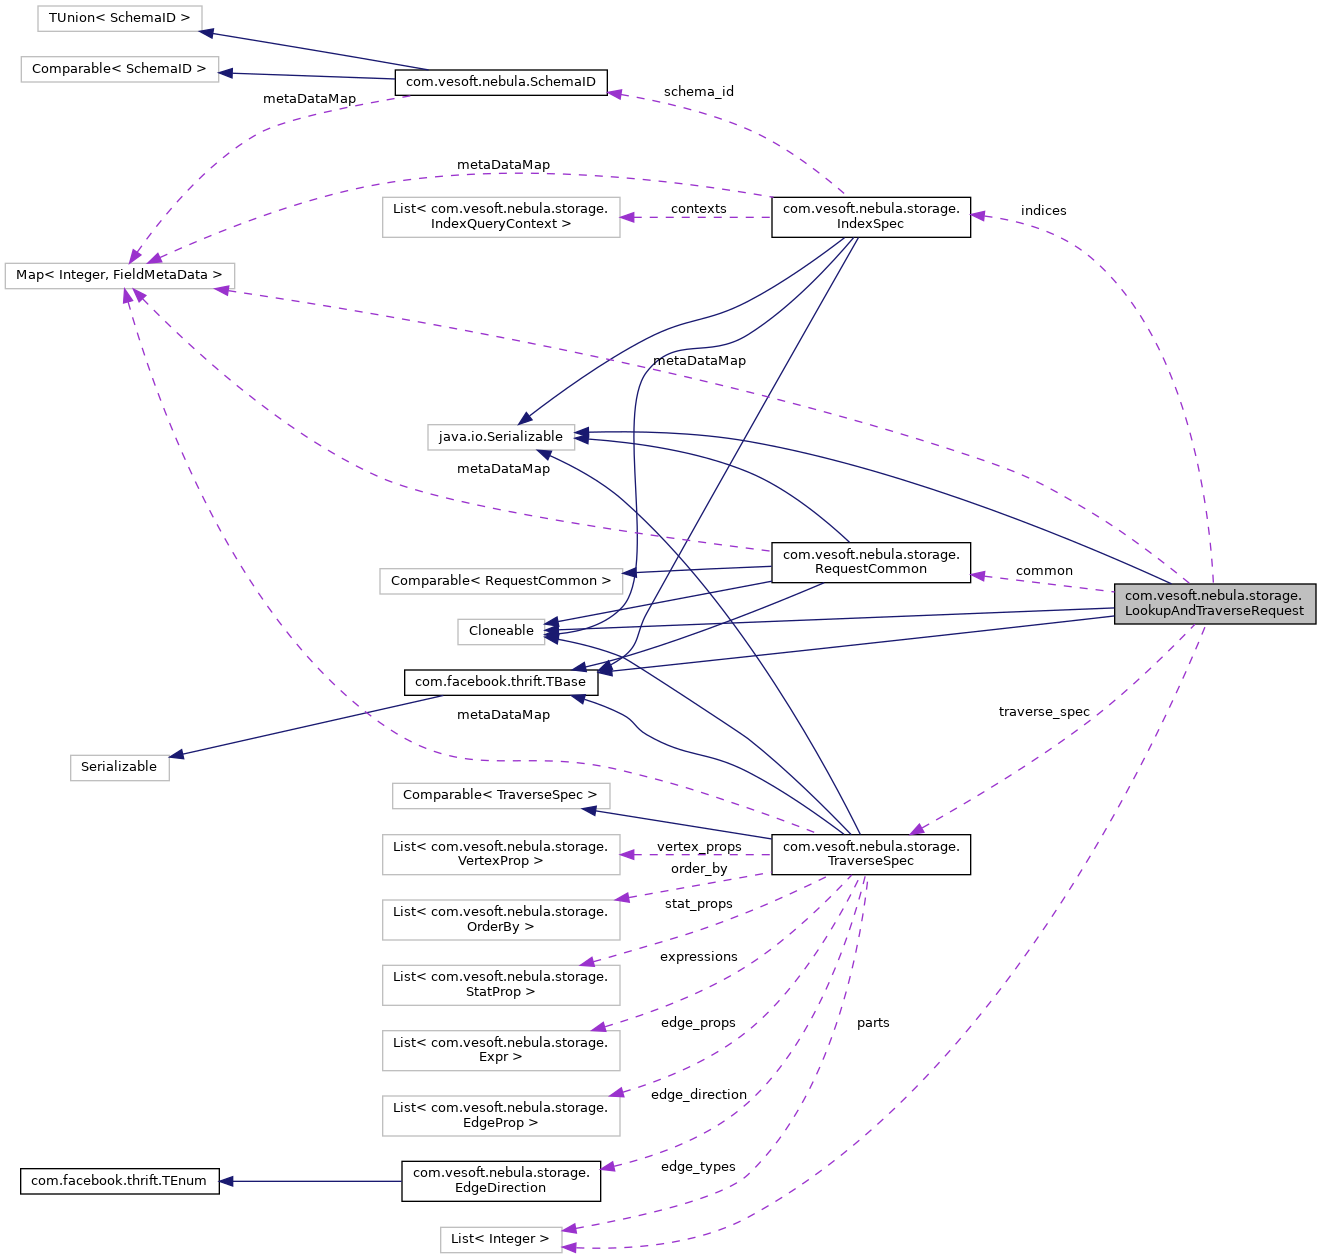 TUnion< SchemaID >
Comparable< SchemaID >
com.vesoft.nebula.SchemaID
schema_id
metaDataMap
metaDataMap
List< com.vesoft.nebula.storage.
IndexQueryContext >
contexts
com.vesoft.nebula.storage.
IndexSpec
indices
Map< Integer, FieldMetaData >
metaDataMap
java.io.Serializable
metaDataMap
com.vesoft.nebula.storage.
RequestCommon
common
Comparable< RequestCommon >
com.vesoft.nebula.storage.
LookupAndTraverseRequest
Cloneable
com.facebook.thrift.TBase
metaDataMap
traverse_spec
Serializable
Comparable< TraverseSpec >
List< com.vesoft.nebula.storage.
VertexProp >
vertex_props
com.vesoft.nebula.storage.
TraverseSpec
order_by
List< com.vesoft.nebula.storage.
OrderBy >
stat_props
List< com.vesoft.nebula.storage.
StatProp >
expressions
List< com.vesoft.nebula.storage.
Expr >
edge_props
parts
List< com.vesoft.nebula.storage.
EdgeProp >
edge_direction
com.facebook.thrift.TEnum
com.vesoft.nebula.storage.
EdgeDirection
edge_types
List< Integer >